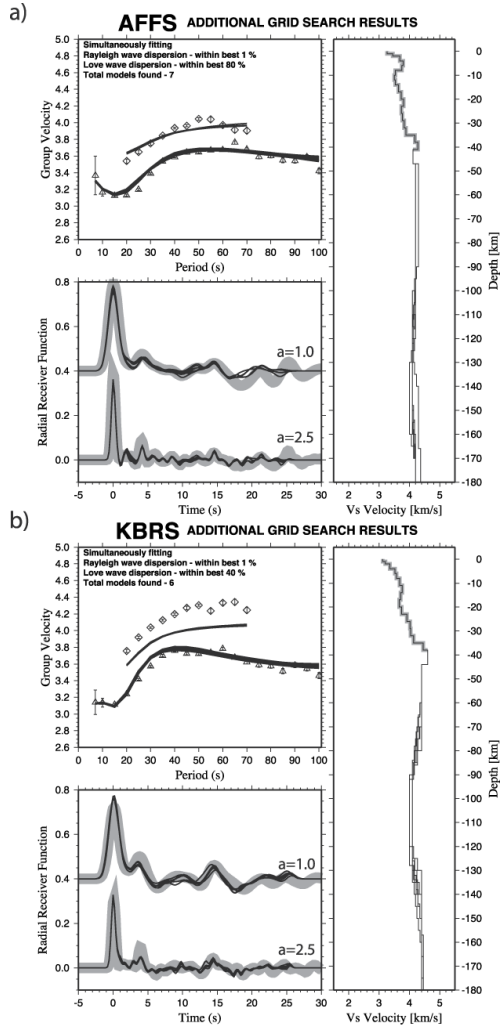 a)
AFFS ADDITIONAL GRID SEARCH RESULTS
Simultaneously fitting
Rayleigh wave dispersion - within best 1 %
Love wave dispersion - within best 80 %
Total models found - 7
Group Velocity
5.0
4.8
4.6
4.4
4.2
4.0
3.8
3.6
3.4
3.2
3.0
2.8
2.6
0 10 20 30 40 50 60 70 80 90 100
Period (s)
Radial Receiver Function
0.8
0.6
0.4
0.2
0.0
a=1.0
a=2.5
-5 0 5 10 15 20 25 30
Time (s)
0
-10
-20
-30
-40
-50
-60
-70
-80
-90
-100
-110
-120
-130
-140
-150
-160
-170
-180
Depth [km]
2 3 4 5
Vs Velocity [km/s]
b)
KBRS ADDITIONAL GRID SEARCH RESULTS
Simultaneously fitting
Rayleigh wave dispersion - within best 1 %
Love wave dispersion - within best 40 %
Total models found - 6
Group Velocity
5.0
4.8
4.6
4.4
4.2
4.0
3.8
3.6
3.4
3.2
3.0
2.8
2.6
0 10 20 30 40 50 60 70 80 90 100
Period (s)
Radial Receiver Function
0.8
0.6
0.4
0.2
0.0
a=1.0
a=2.5
-5 0 5 10 15 20 25 30
Time (s)
0
-10
-20
-30
-40
-50
-60
-70
-80
-90
-100
-110
-120
-130
-140
-150
-160
-170
-180
Depth [km]
2 3 4 5
Vs Velocity [km/s]